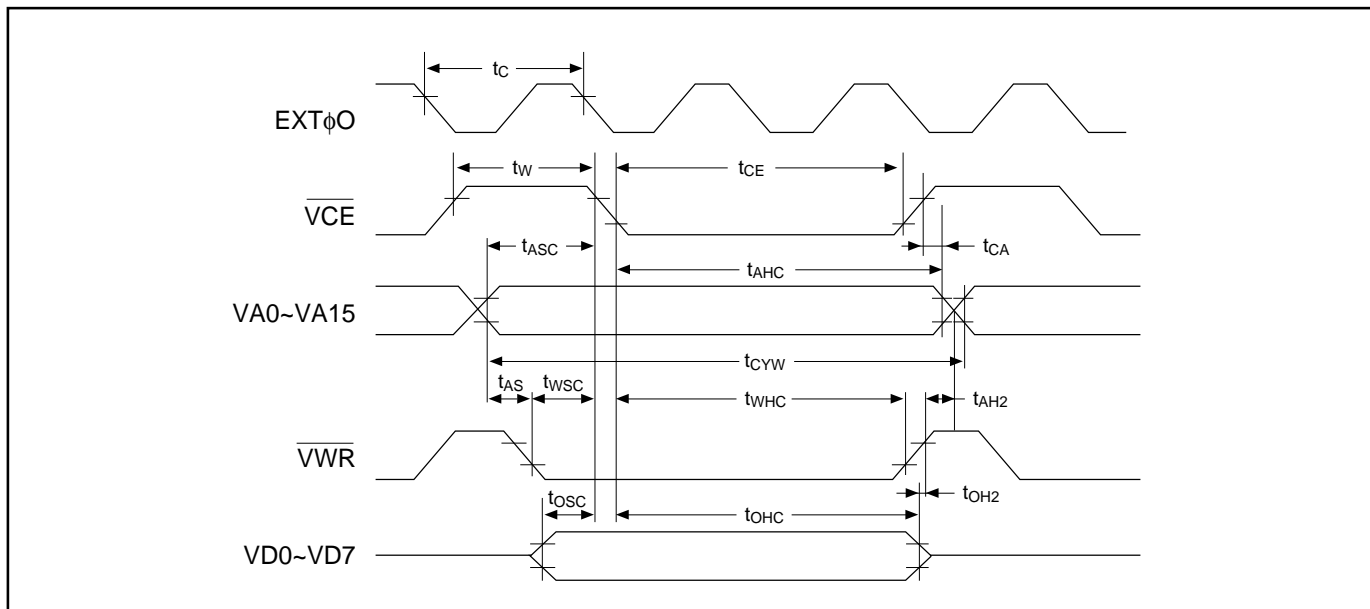 tC
EXTϕO
tW
tCE
VCE
tASC
tCA
tAHC
VA0~VA15
tCYW
tAS
tWSC
tWHC
tAH2
VWR
tOSC
tOH2
tOHC
VD0~VD7